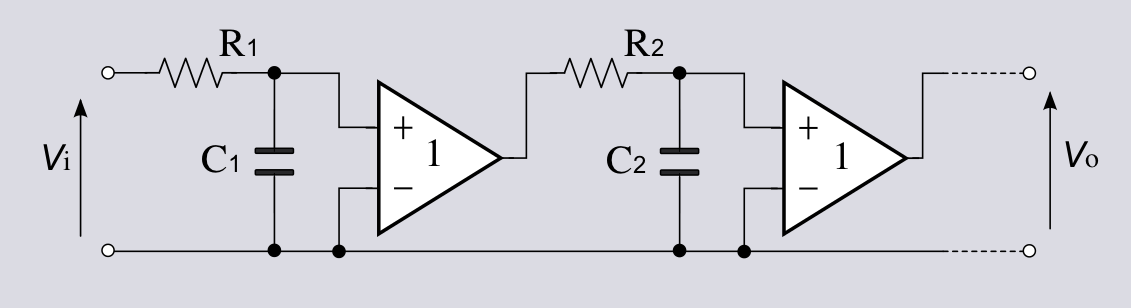 R1
R2
Vi
C1
+
1
−
C2
+
1
−
Vo